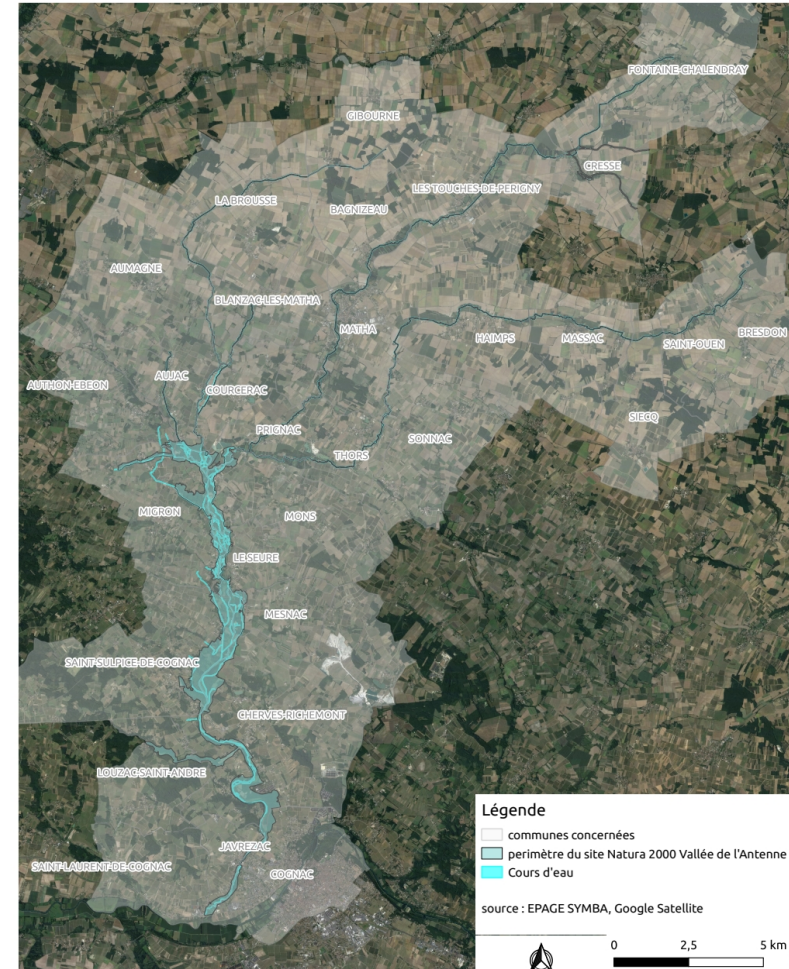 FONTAINE-CHALENDRAY
GIBOURNE
CRESSE
LES TOUCHES-DE-PERIGNY
LA BROUSSE
BAGNIZEAU
AUMAGNE
BLANZAC-LES-MATHA
MATHA
HAIMPS
MASSAC
SAINT-OUEN
BRESDON
AUJAC
AUTHON-EBEON
COURCERAC
SIECQ
PRIGNAC
SONNAC
THORS
MIGRON
MONS
LE SEURE
MESNAC
SAINT-SULPICE-DE-COGNAC
CHERVES-RICHEMONT
LOUZAC-SAINT-ANDRE
JAVREZAC
SAINT-LAURENT-DE-COGNAC
COGNAC
Légende
communes concernées
perimètre du site Natura 2000 Vallée de l'Antenne
Cours d'eau
source : EPAGE SYMBA, Google Satellite
0 2,5 5 km